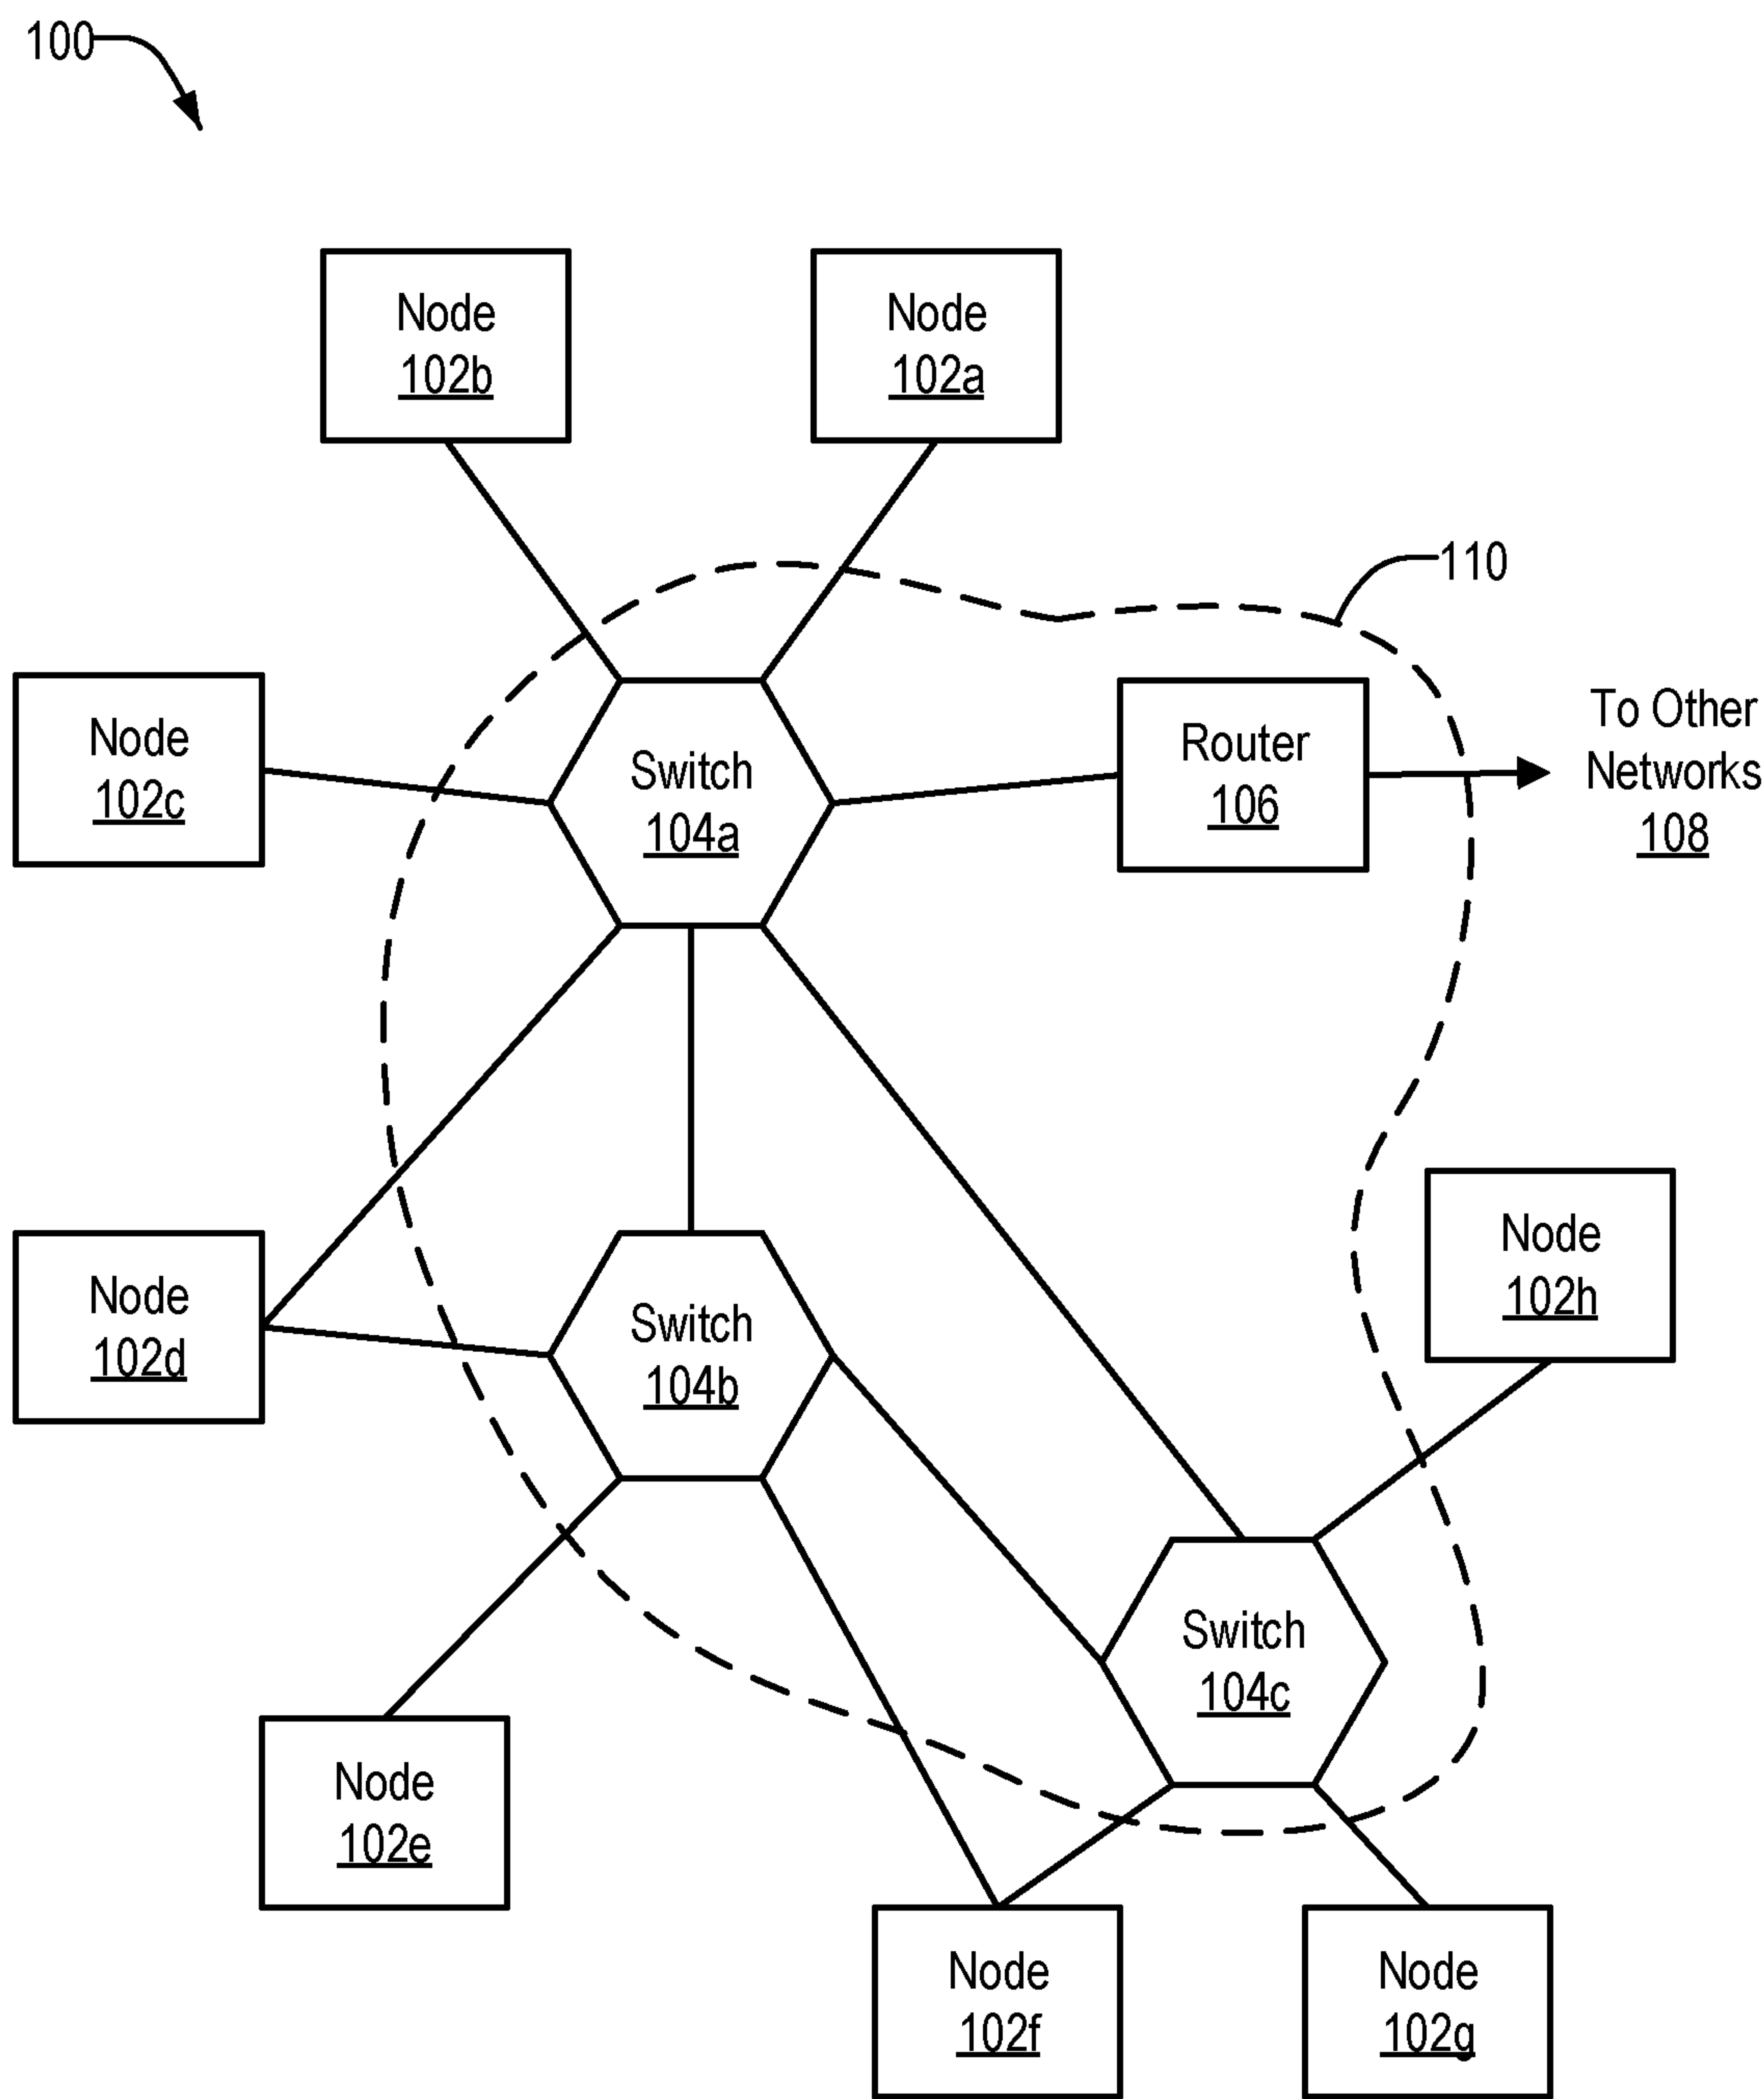 100
Node
102b
Node
102a
110
Node
102c
Switch
104a
Router
106
To Other
Networks
108
Node
102d
Switch
104b
Node
102h
Switch
104c
Node
102e
Node
102f
Node
102g